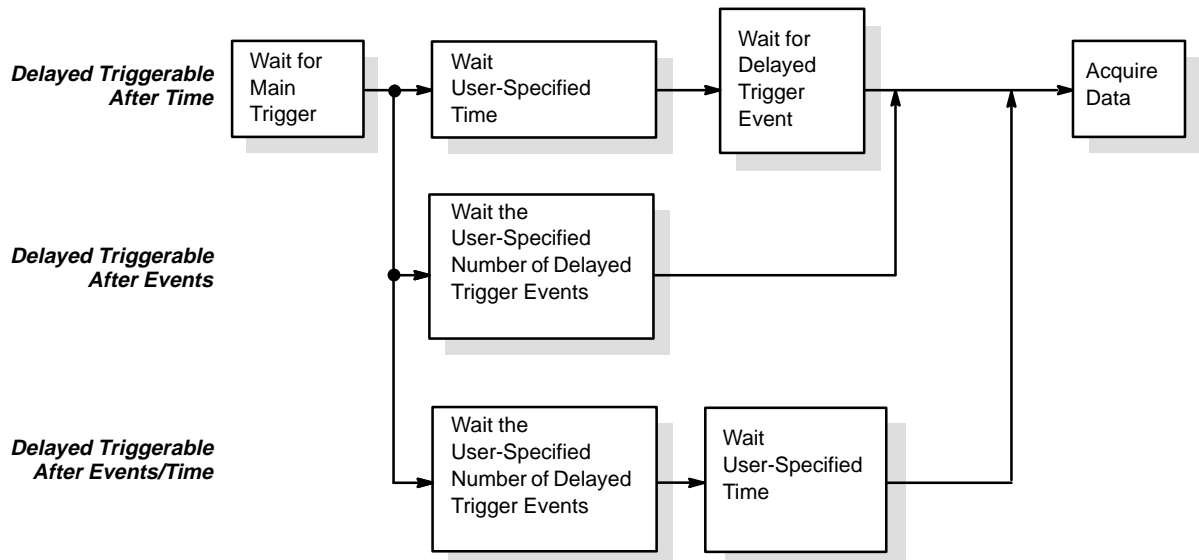 Delayed Triggerable
After Time
Wait for
Main
Trigger
Wait
User-Specified
Time
Wait for
Delayed
Trigger
Event
Acquire
Data
Delayed Triggerable
After Events
Wait the
User-Specified
Number of Delayed
Trigger Events
Delayed Triggerable
After Events/Time
Wait the
User-Specified
Number of Delayed
Trigger Events
Wait
User-Specified
Time